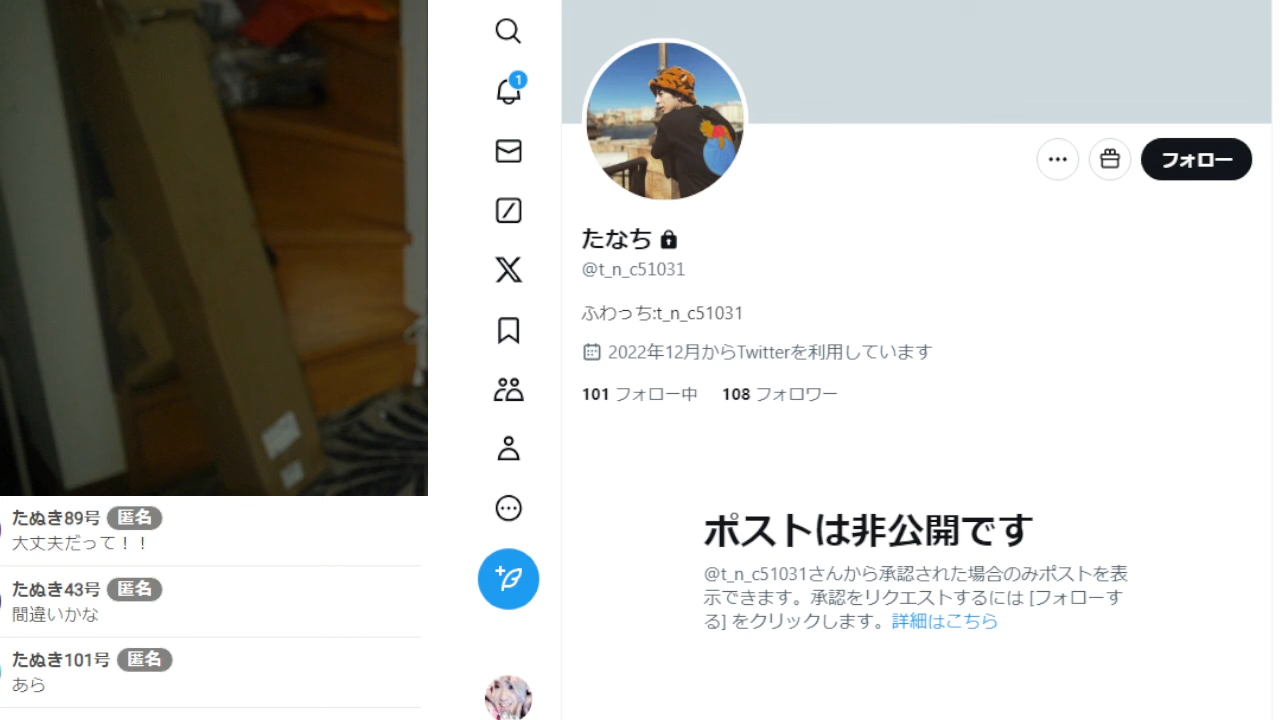 たぬき89号 匿名
大丈夫だって！！
たぬき43号 匿名
間違いかな
たぬき101号 匿名
あら
1
フォロー
たなち
@t_n_c51031
ふわっち:t_n_c51031
2022年12月からTwitterを利用しています
101 フォロー中 108 フォロワー
ポストは非公開です
@t_n_c51031さんから承認された場合のみポストを表
示できます。承認をリクエストするには [フォローす
る] をクリックします。詳細はこちら